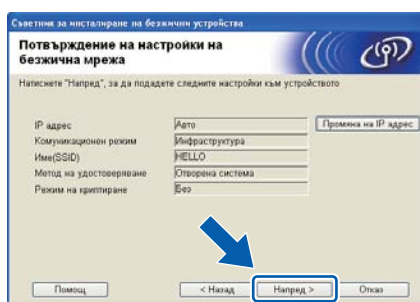 Съветник за инсталиране на безжични устройства
Потвърждение на настройки на
безжична мрежа
Натиснете "Напред", за да подадете следните настройки към устройството
IP адрес
Авто
Промяна на IP адрес
Комуникационен режим
Инфраструктура
Име(SSID)
HELLO
Метод на удостоверяване
Отворена система
Режим на криптиране
Без
Помощ
< Назад
Напред >
Отказ